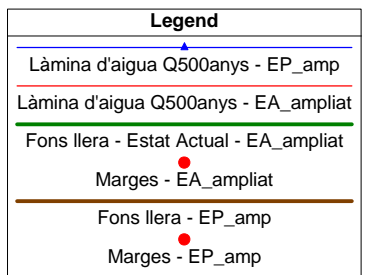 Legend
Làmina d'aigua Q500anys - EP_amp
Làmina d'aigua Q500anys - EA_ampliat
Fons llera - Estat Actual - EA_ampliat
Marges - EA_ampliat
Fons llera - EP_amp
Marges - EP_amp